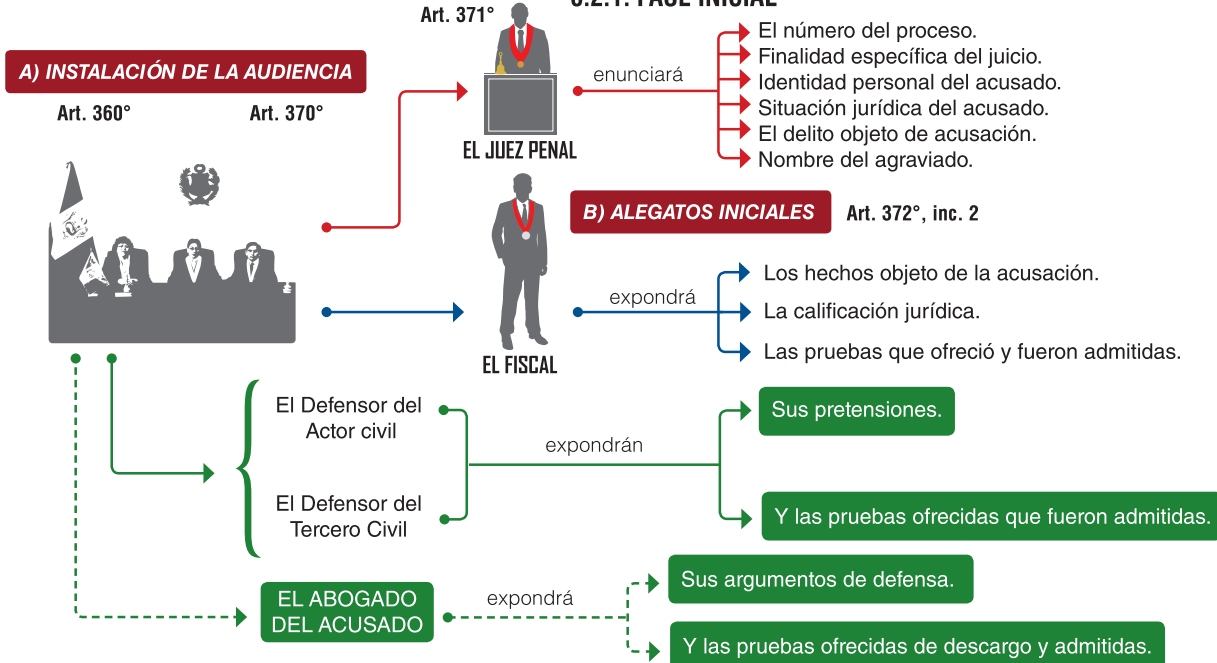 3.2.1. FASE INICIAL
Art. 371°
A) INSTALACIÓN DE LA AUDIENCIA
Art. 360°
Art. 370°
EL JUEZ PENAL
enunciará
El número del proceso.
Finalidad específica del juicio.
Identidad personal del acusado.
Situación jurídica del acusado.
El delito objeto de acusación.
Nombre del agraviado.
B) ALEGATOS INICIALES
Art. 372°, inc. 2
EL FISCAL
expondrá
Los hechos objeto de la acusación.
La calificación jurídica.
Las pruebas que ofreció y fueron admitidas.
El Defensor del
Actor civil
El Defensor del
Tercero Civil
expondrán
Sus pretensiones.
Y las pruebas ofrecidas que fueron admitidas.
EL ABOGADO
DEL ACUSADO
expondrá
Sus argumentos de defensa.
Y las pruebas ofrecidas de descargo y admitidas.